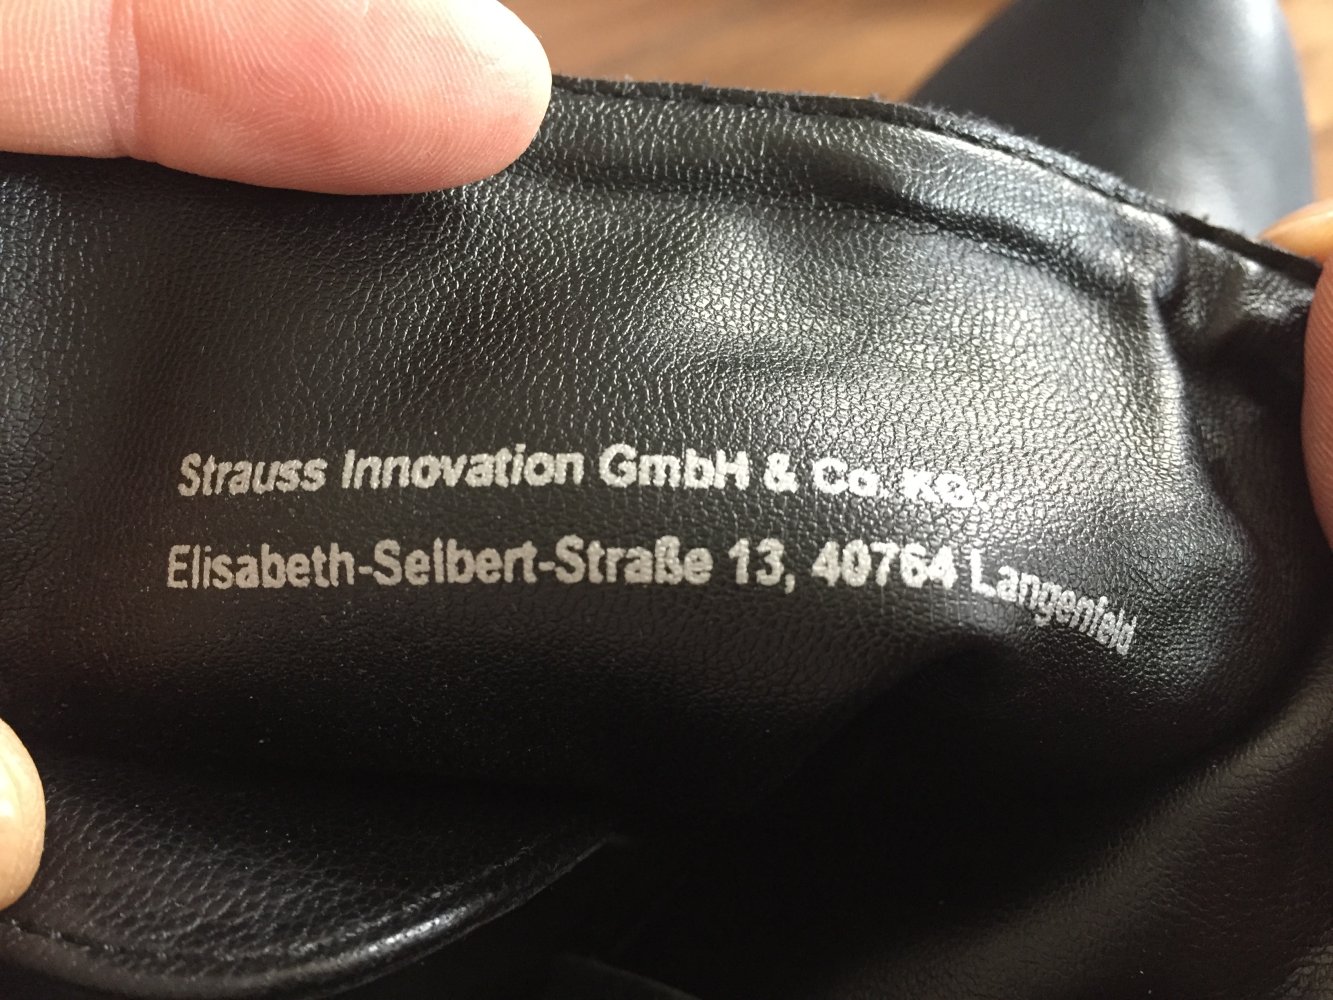 Strauss Innovation GmbH & Co. KG.
Elisabeth-Selbert-Straße 13, 40764 Langenfeld